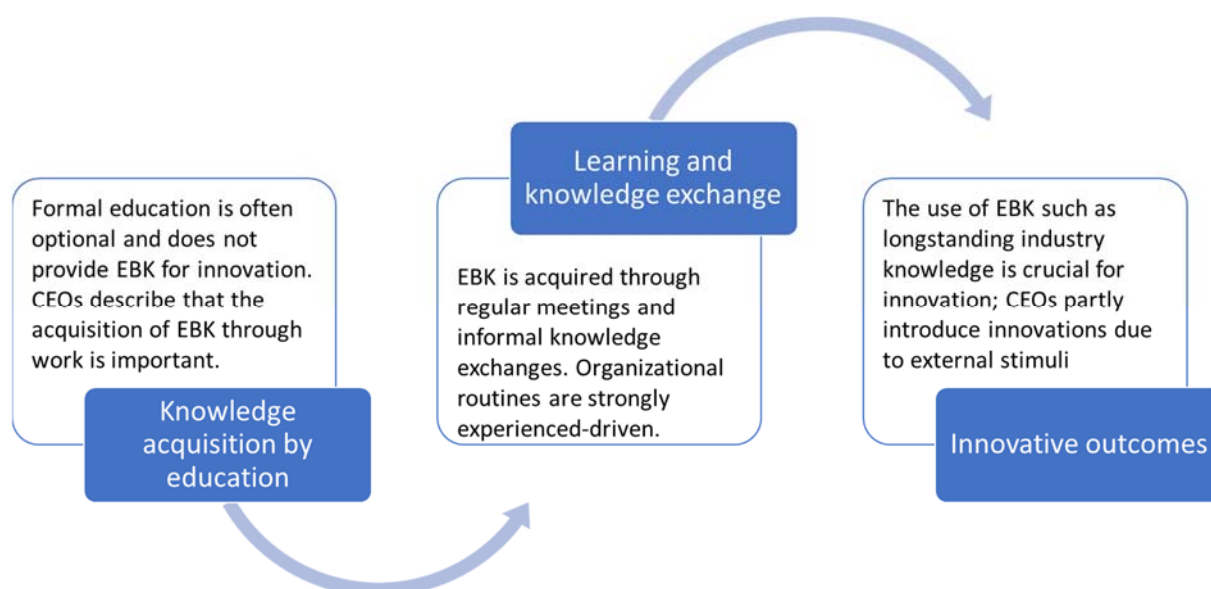 Formal education is often
optional and does not
provide EBK for innovation.
CEOs describe that the
acquisition of EBK through
work is important.
Knowledge
acquisition by
education
Learning and
knowledge exchange
EBK is acquired through
regular meetings and
informal knowledge
exchanges. Organizational
routines are strongly
experienced-driven.
The use of EBK such as
longstanding industry
knowledge is crucial for
innovation; CEOs partly
introduce innovations due
to external stimuli
Innovative outcomes